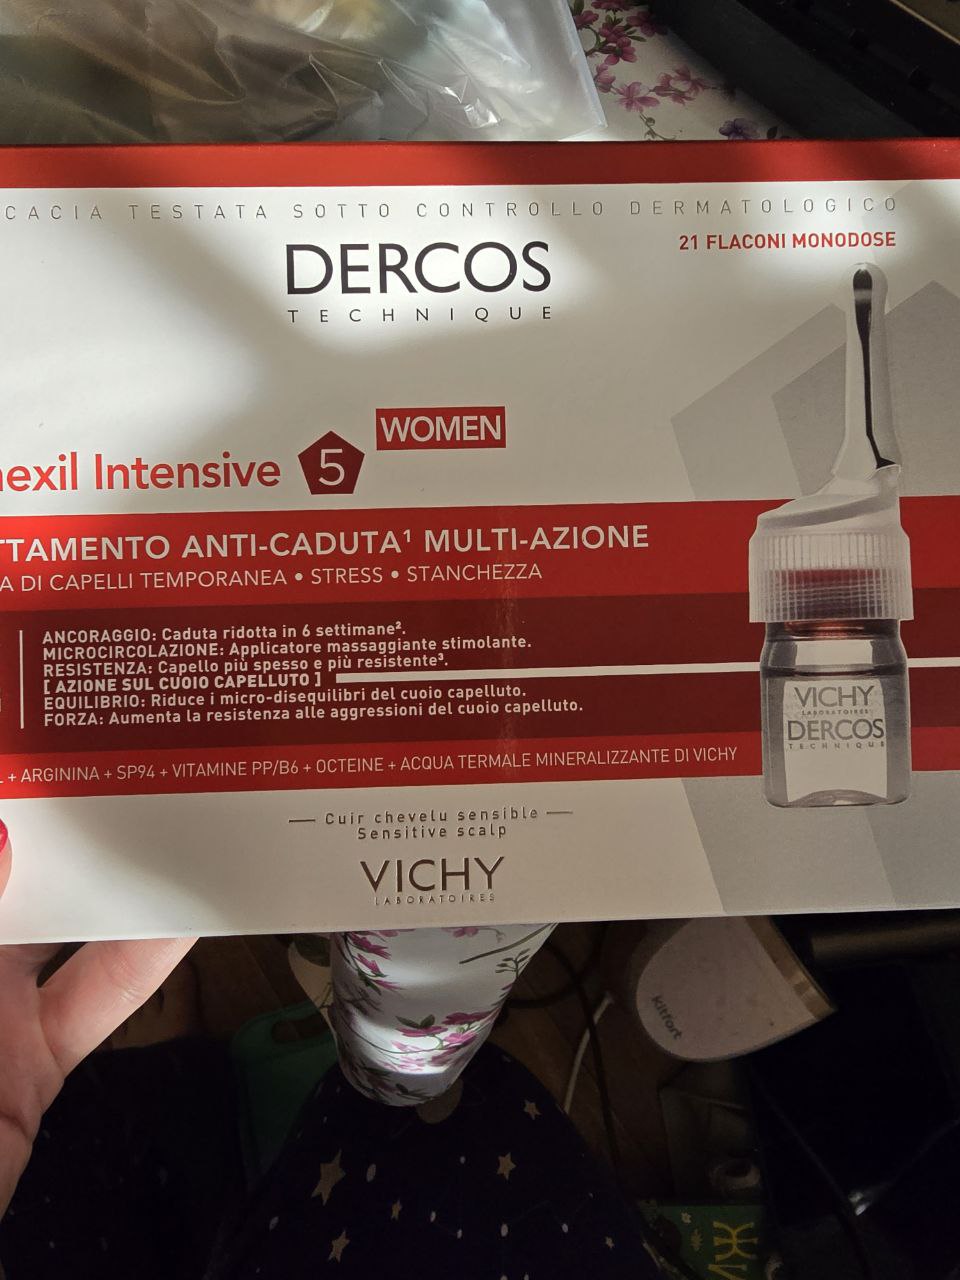 CACIA TESTATA SOTTO CONTROLLO DERMATOLOGICO
21 FLACONI MONODOSE
DERCOS
TECHNIQUE
WOMEN
nexil Intensive 5
TTAMENTO ANTI-CADUTA¹ MULTI-AZIONE
A DI CAPELLI TEMPORANEA • STRESS • STANCHEZZA
ANCORAGGIO: Caduta ridotta in 6 settimane².
MICROCIRCOLAZIONE: Applicatore massaggiante stimolante.
RESISTENZA: Capello più spesso e più resistente³.
[ AZIONE SUL CUOIO CAPELLUTO ]
EQUILIBRIO: Riduce i micro-disequilibri del cuoio capelluto.
FORZA: Aumenta la resistenza alle aggressioni del cuoio capelluto.
L + ARGININA + SP94 + VITAMINE PP/B6 + OCTEINE + ACQUA TERMALE MINERALIZZANTE DI VICHY
VICHY
LABORATOIRES
DERCOS
TECHNIQUE
Cuir chevelu sensible
Sensitive scalp
VICHY
LABORATOIRES
kitfort
ИЖ